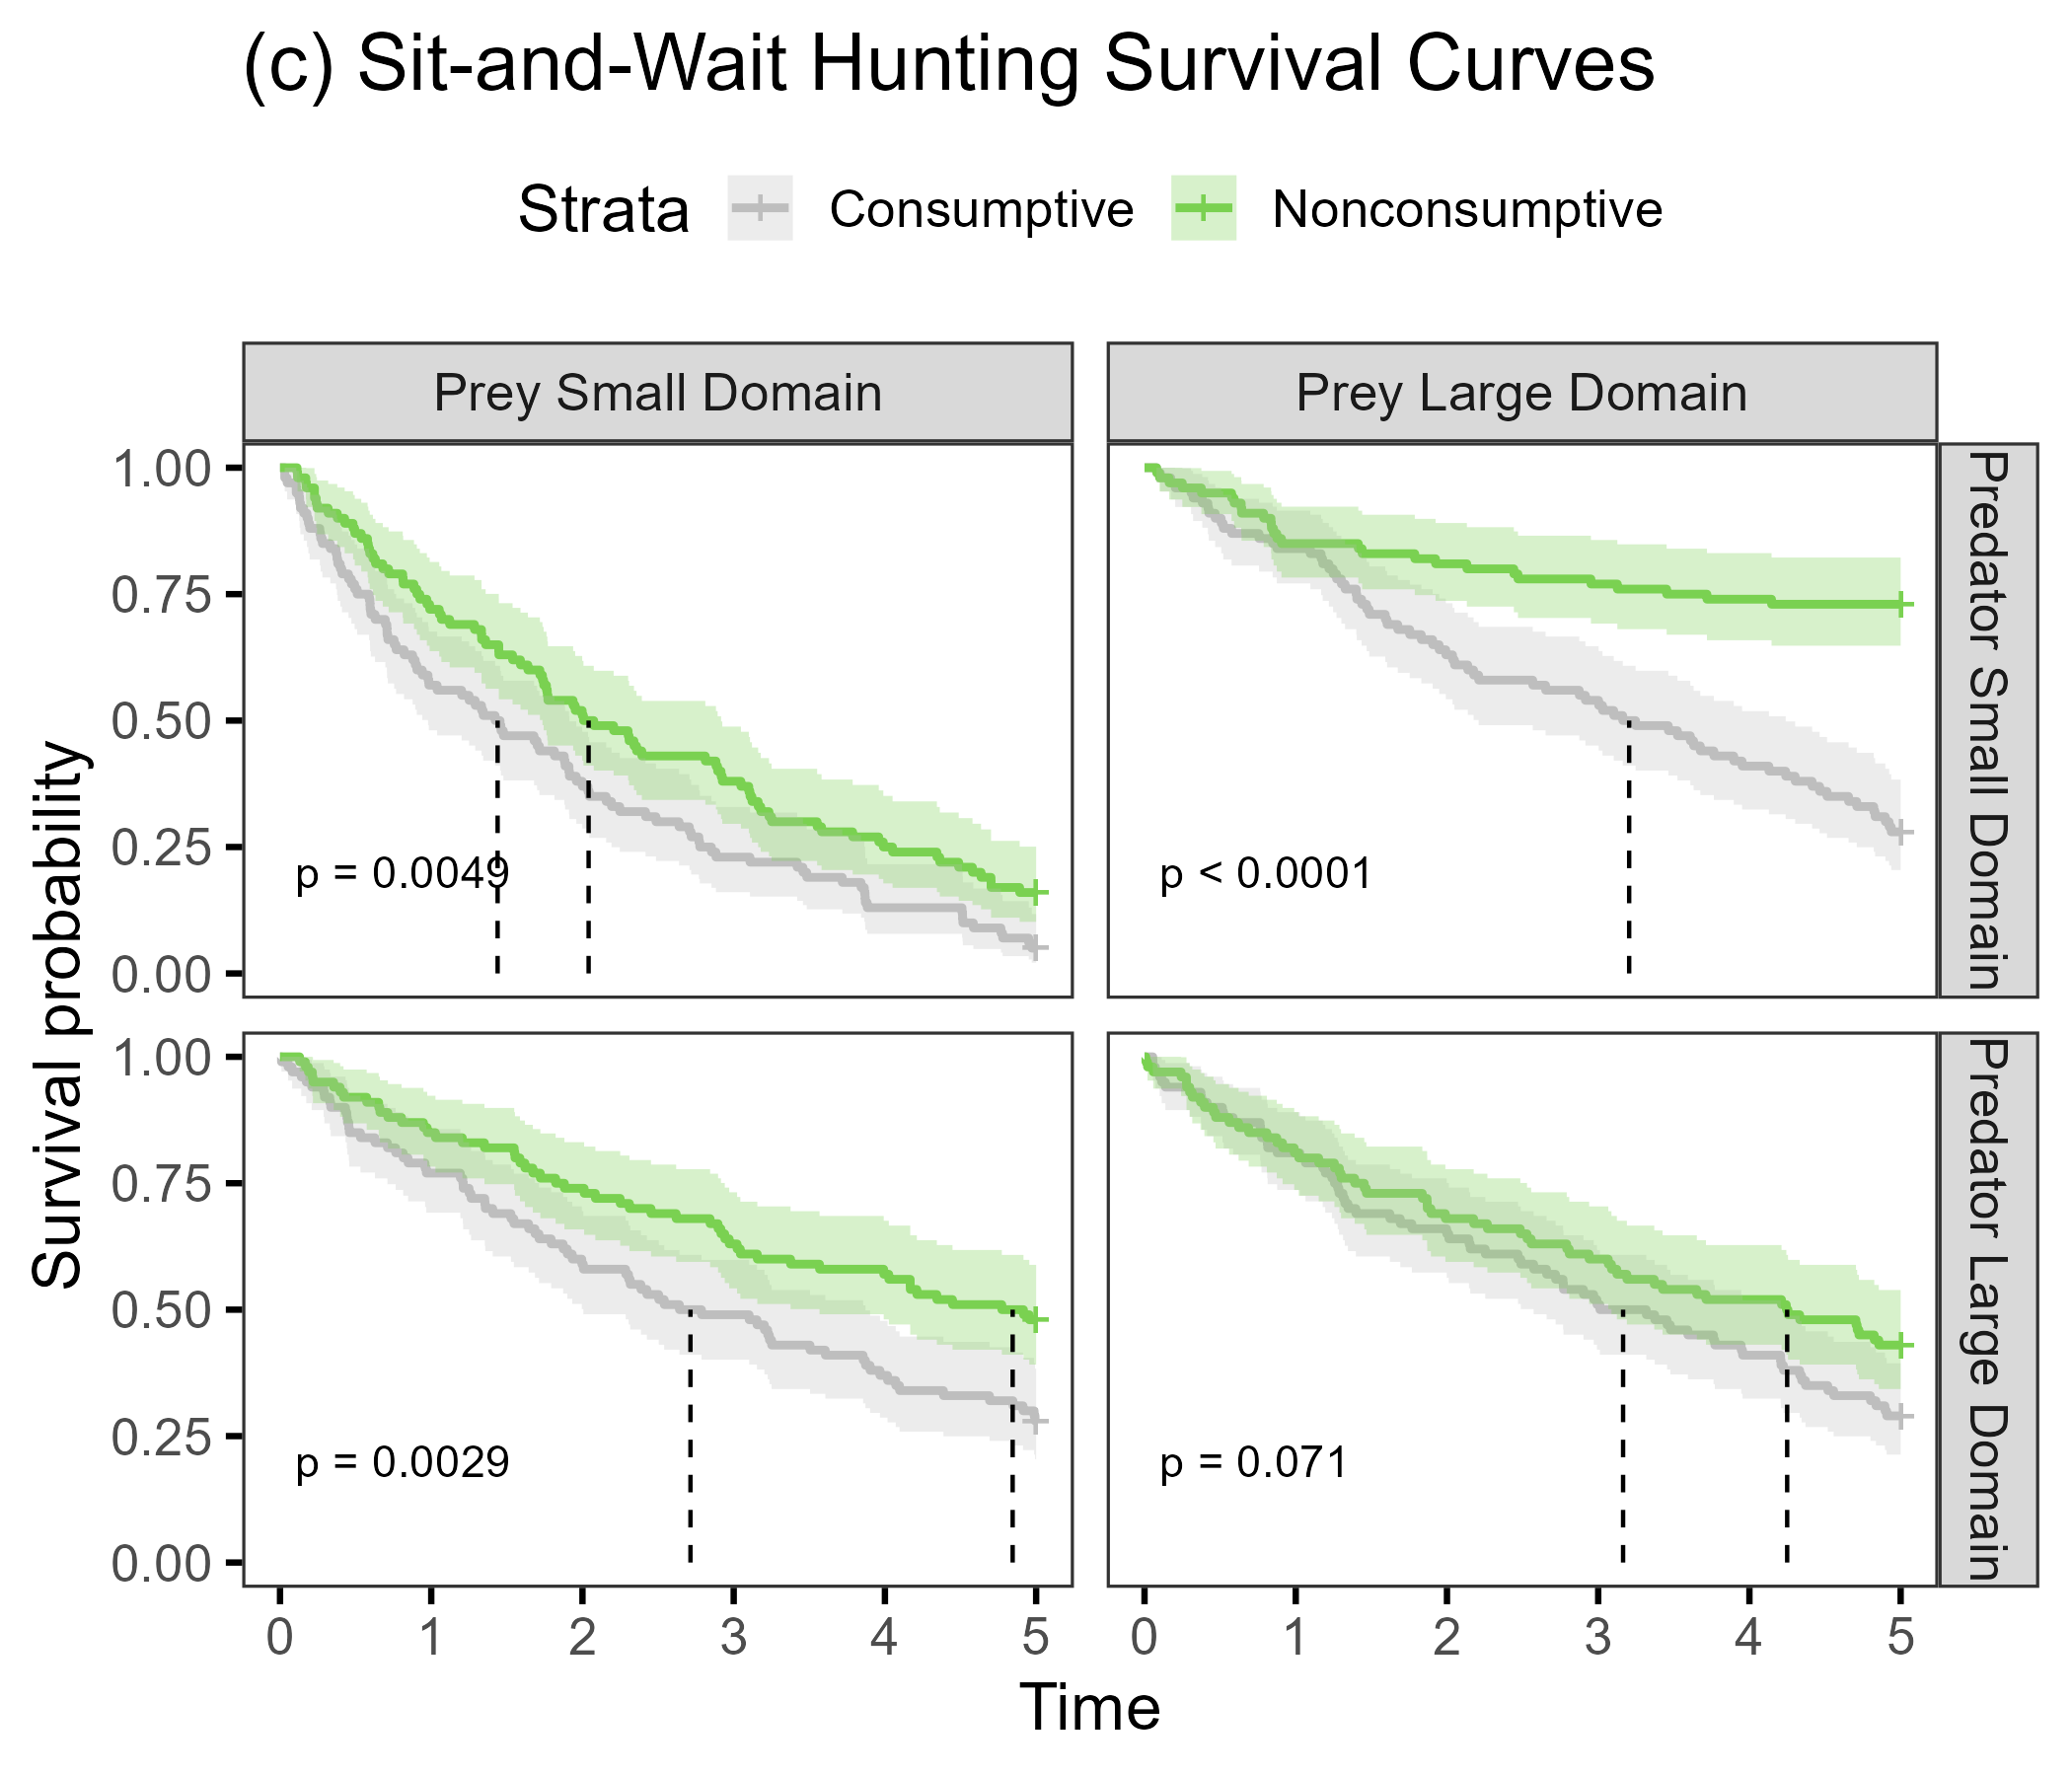 (c) Sit-and-Wait Hunting Survival Curves
Strata Consumptive Nonconsumptive
Prey Small Domain
Prey Large Domain
Survival probability
1.00
0.75
0.50
0.25
0.00
p = 0.0049
p < 0.0001
Predator Small Domain
1.00
0.75
0.50
0.25
0.00
p = 0.0029
p = 0.071
Predator Large Domain
0 1 2 3 4 5
0 1 2 3 4 5
Time